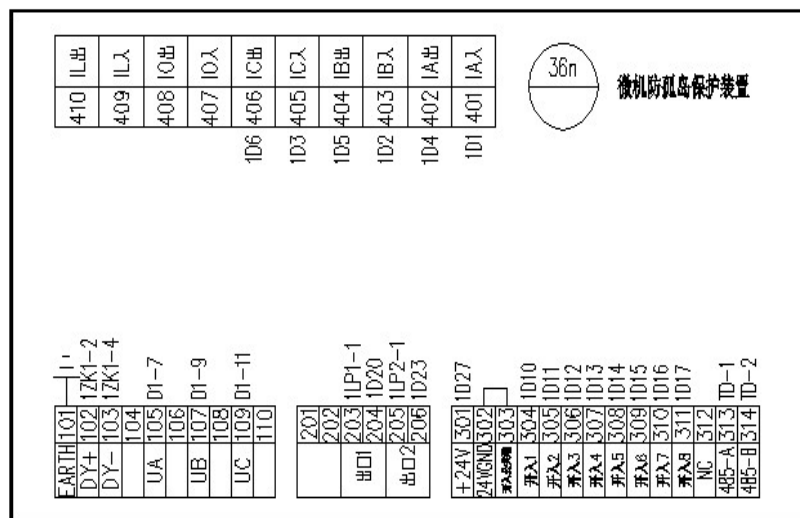 410 IL出
409 IL入
408 IO出
407 IO入
406 IC出 1D6
405 IC入 1D3
404 IB出 1D5
403 IB入 1D2
402 IA出 1D4
401 IA入 1D1
36n
微机防孤岛保护装置
EARTH 101
DY+ 102 1ZK1-2
DY- 103 1ZK1-4
104
UA 105 D1-7
106
UB 107 D1-9
108
UC 109 D1-11
110
201
202
出口1
203 1LP1-1
204 1D20
出口2
205 1LP2-1
206 1D23
+24V 301 1D27
24VGND 302
303
开入1 304 1D10
开入2 305 1D11
开入3 306 1D12
开入4 307 1D13
开入5 308 1D14
开入6 309 1D15
开入7 310 1D16
开入8 311 1D17
NC 312
485-A 313 TD-1
485-B 314 TD-2